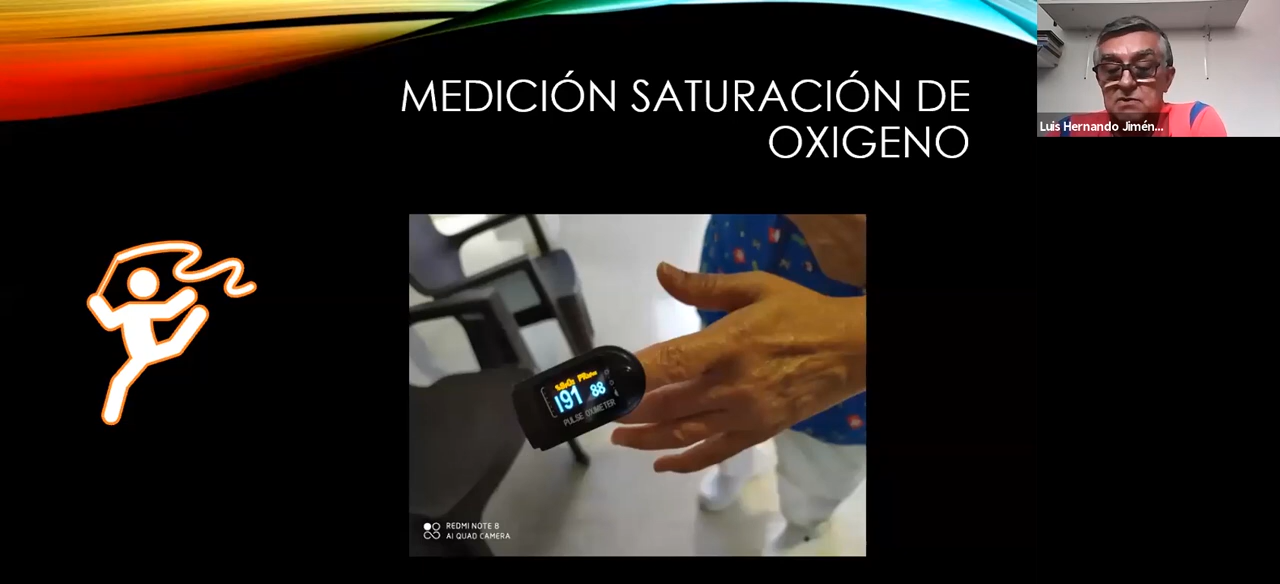 MEDICIÓN SATURACIÓN DE
OXIGENO
Luis Hernando Jimén...
%SpO2 PRbpm
91 88
PULSE OXIMETER
REDMI NOTE 8
AI QUAD CAMERA